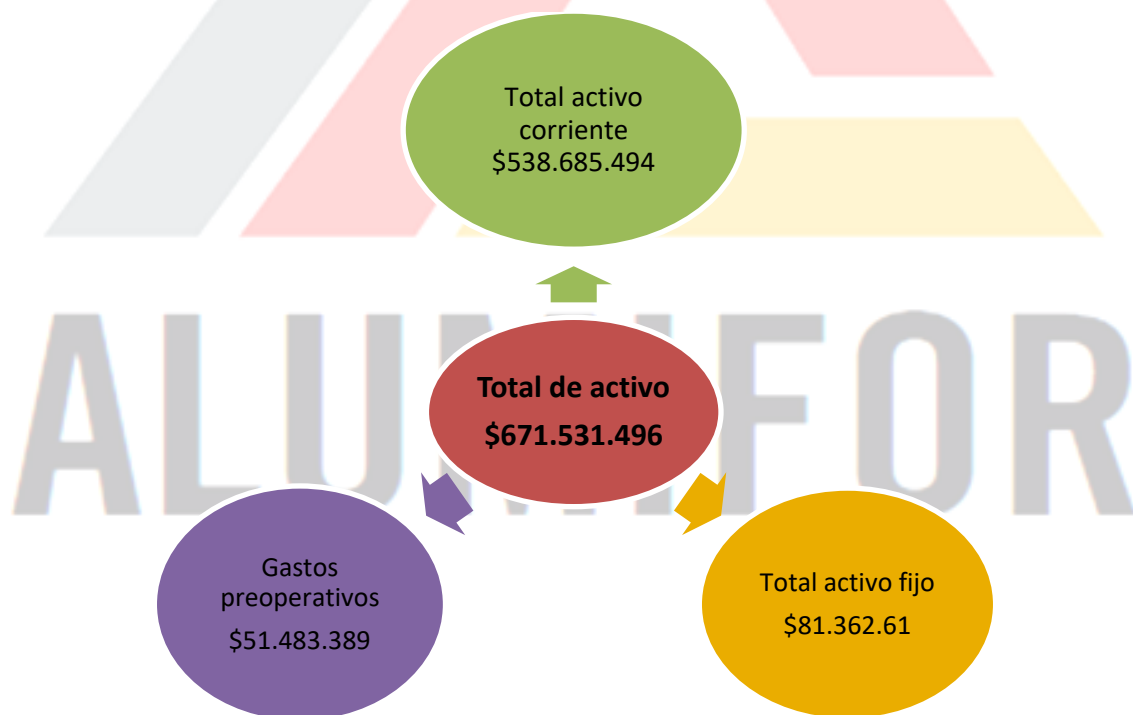 Total activo
corriente
$538.685.494
Total de activo
$671.531.496
ALUMIFOR
Gastos
preoperativos
$51.483.389
Total activo fijo
$81.362.61